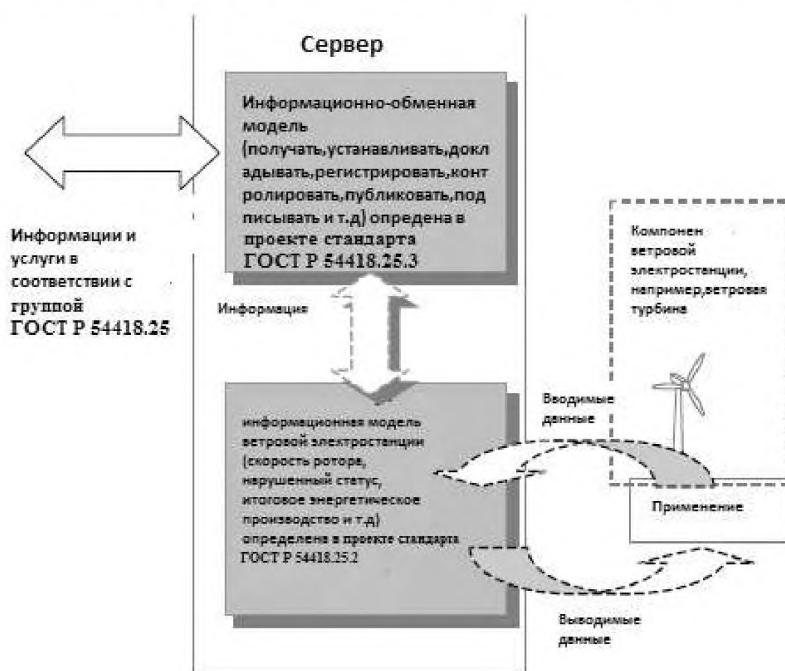 Сервер
Информационно-обменная
модель
(получать,устанавливать,докл
адывать,регистрировать,конт
ролировать,публиковать,под
писывать и т.д) опредена в
проекте стандарта
ГОСТ Р 54418.25.3
Информации и
услуги в
соответствии с
группой
ГОСТ Р 54418.25
Информация
Компонен
ветровой
электростанции,
например,ветровая
турбина
информационная модель
ветровой электростанции
(скорость ротора,
нарушенный статус,
итоговое энергетическое
производство и т.д)
определена в проекте стандарта
ГОСТ Р 54418.25.2
Вводимые
данные
Применение
Выводимые
данные